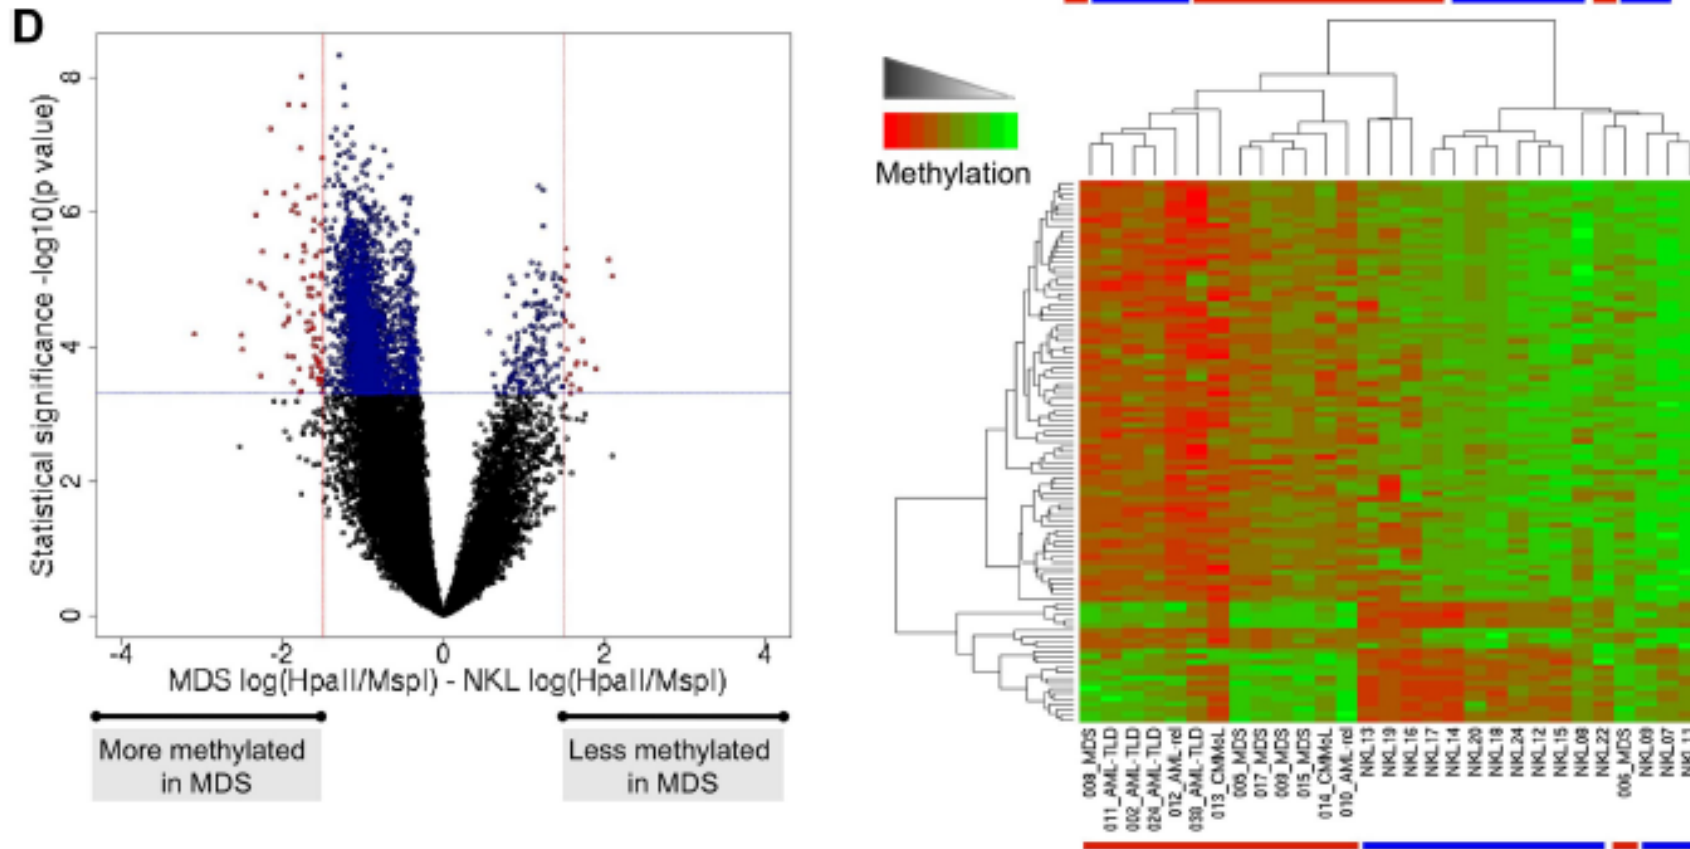 D
Statistical significance -log10(p value)
8
6
4
2
0
-4 -2 0 2 4
MDS log(HpaII/MspI) - NKL log(HpaII/MspI)
More methylated
in MDS
Less methylated
in MDS
Methylation
008_MDS
011_AML-TLD
002_AML-TLD
024_AML-TLD
012_AML-rel
030_AML-TLD
013_CMMoL
005_MDS
017_MDS
009_MDS
015_MDS
014_CMMoL
010_AML-rel
NKL13
NKL19
NKL16
NKL17
NKL14
NKL20
NKL18
NKL24
NKL12
NKL15
NKL08
NKL22
006_MDS
NKL09
NKL07
NKL11